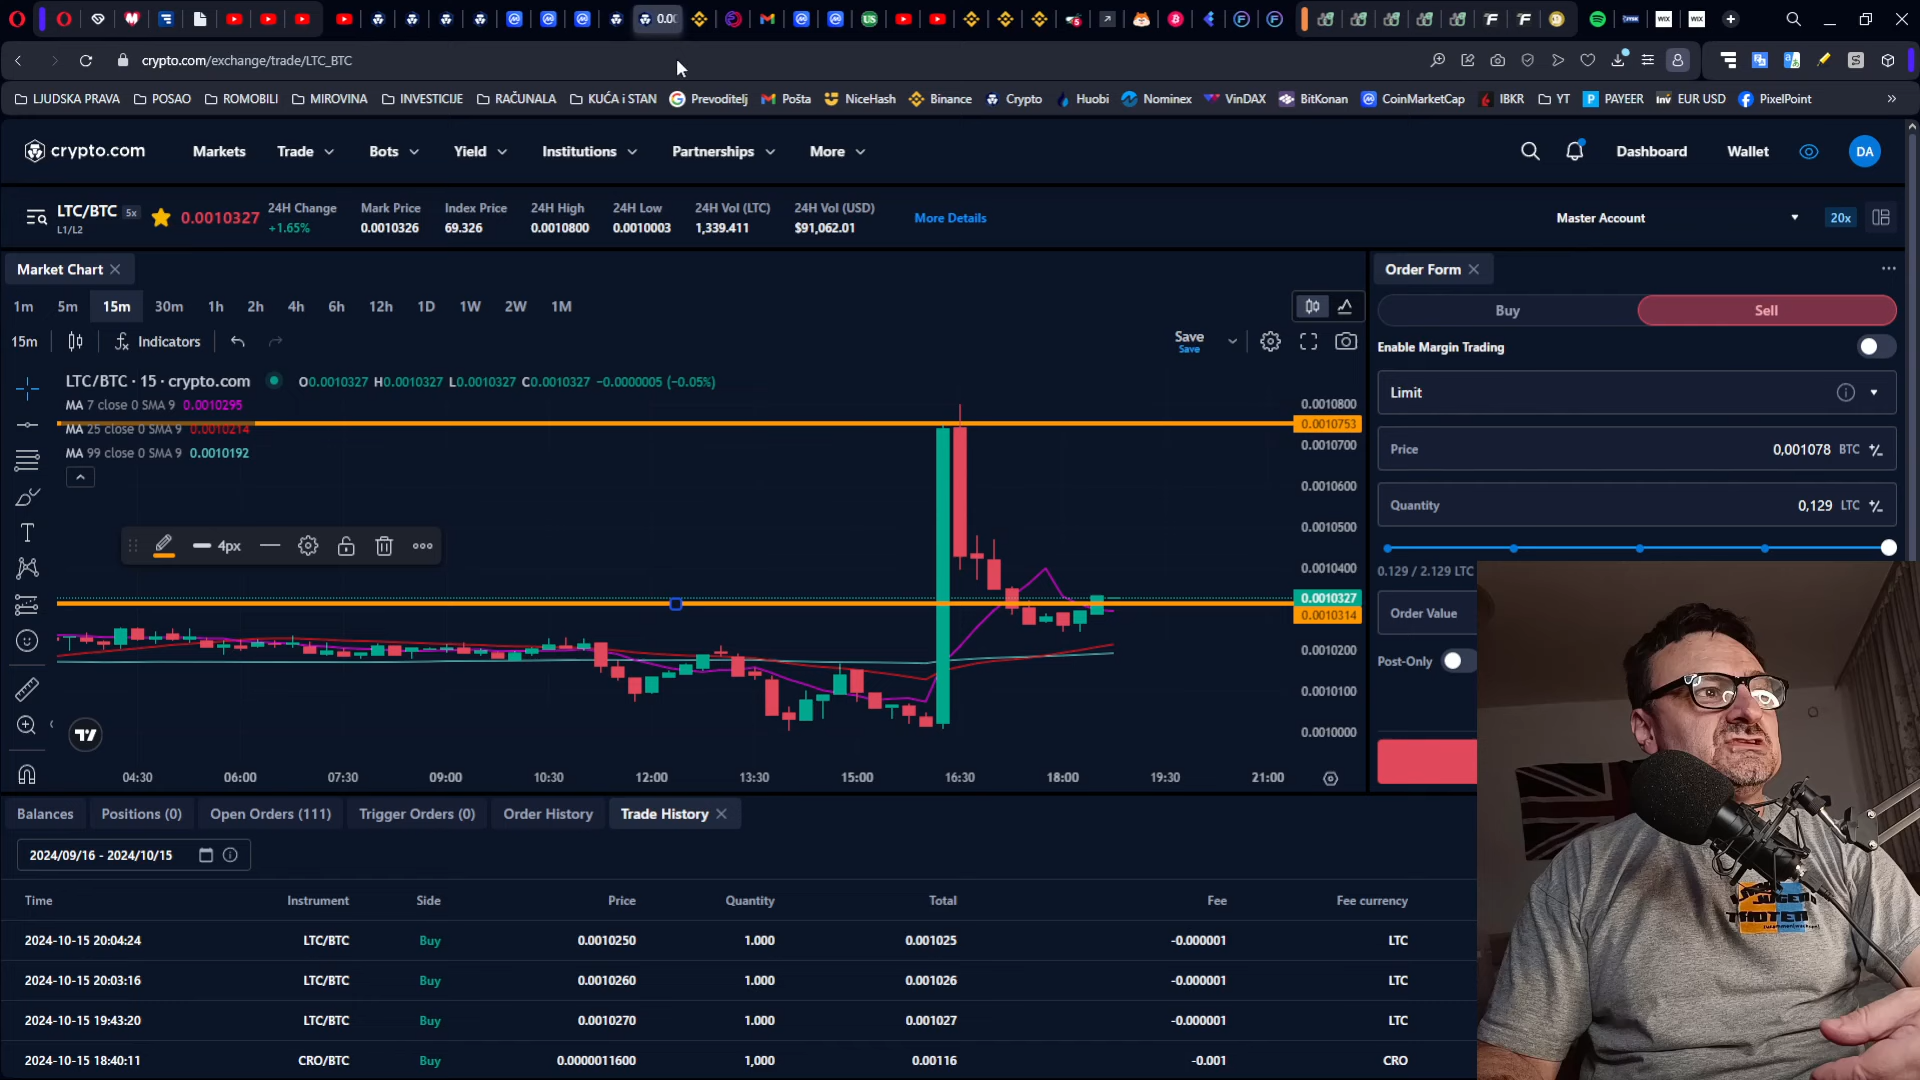 0.0
crypto.com/exchange/trade/LTC_BTC
LJUDSKA PRAVA POSAO ROMOBILI MIROVINA INVESTICIJE RAČUNALA KUĆA i STAN Prevoditelj Pošta NiceHash Binance Crypto Huobi Nominex VinDAX BitKonan CoinMarketCap IBKR YT PAYEER EUR USD PixelPoint
crypto.com Markets Trade Bots Yield Institutions Partnerships More Dashboard Wallet DA
LTC/BTC 5x 0.0010327 24H Change Mark Price Index Price 24H High 24H Low 24H Vol (LTC) 24H Vol (USD) More Details Master Account 20x
L1/L2 +1.65% 0.0010326 69.326 0.0010800 0.0010003 1,339.411 $91,062.01
Market Chart Order Form
1m 5m 15m 30m 1h 2h 4h 6h 12h 1D 1W 2W 1M Buy Sell
15m Indicators Save
Save
Enable Margin Trading
LTC/BTC · 15 · crypto.com O0.0010327 H0.0010327 L0.0010327 C0.0010327 −0.0000005 (−0.05%)
MA 7 close 0 SMA 9 0.0010295
MA 25 close 0 SMA 9 0.0010214
MA 99 close 0 SMA 9 0.0010192
0.0010800
0.0010753
0.0010700
0.0010600
0.0010500
0.0010400
0.0010327
0.0010314
0.0010200
0.0010100
0.0010000
Limit
Price 0,001078 BTC
Quantity 0,129 LTC
0.129 / 2.129 LTC
Order Value
Post-Only
4px
04:30 06:00 07:30 09:00 10:30 12:00 13:30 15:00 16:30 18:00 19:30 21:00
Balances Positions (0) Open Orders (111) Trigger Orders (0) Order History Trade History
2024/09/16 - 2024/10/15
Time Instrument Side Price Quantity Total Fee Fee currency
2024-10-15 20:04:24 LTC/BTC Buy 0.0010250 1.000 0.001025 -0.000001 LTC
2024-10-15 20:03:16 LTC/BTC Buy 0.0010260 1.000 0.001026 -0.000001 LTC
2024-10-15 19:43:20 LTC/BTC Buy 0.0010270 1.000 0.001027 -0.000001 LTC
2024-10-15 18:40:11 CRO/BTC Buy 0.0000011600 1,000 0.00116 -0.001 CRO